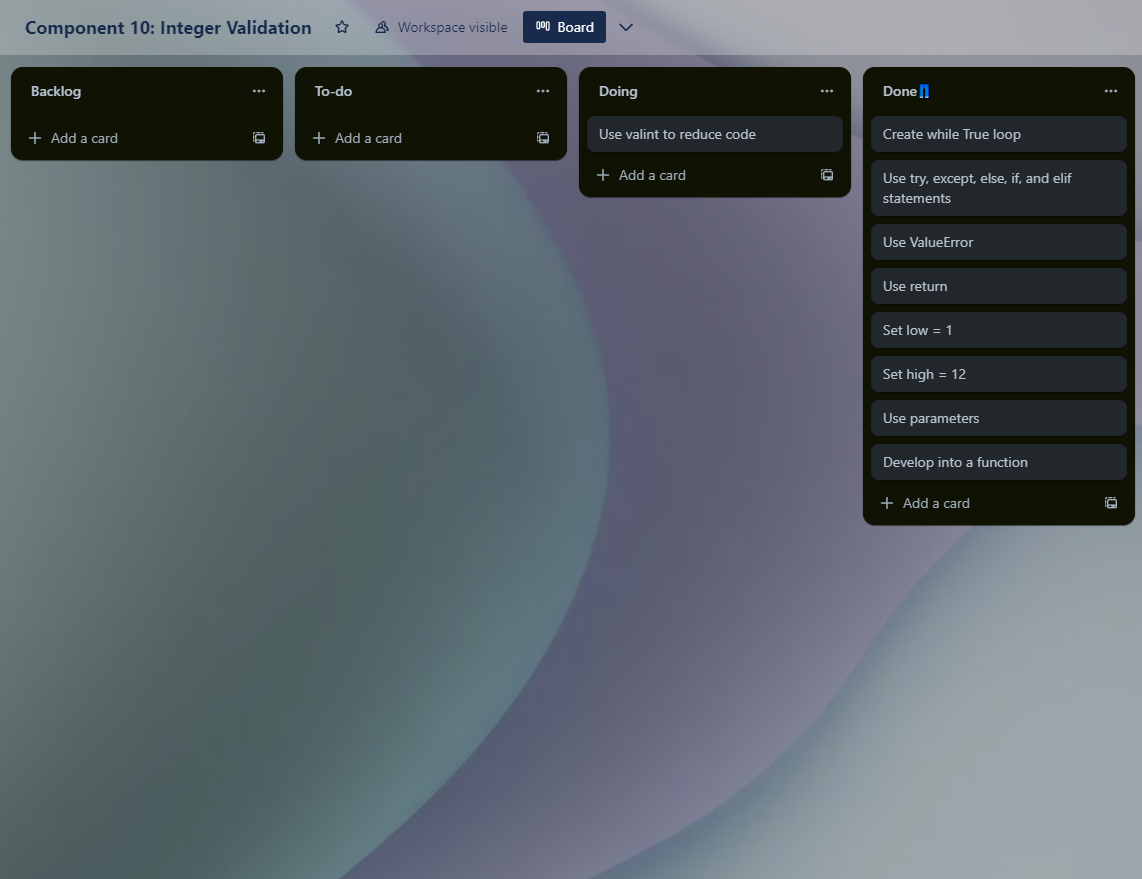 Component 10: Integer Validation
Workspace visible
Board
Backlog
Add a card
To-do
Add a card
Doing
Use valint to reduce code
Add a card
Done👖
Create while True loop
Use try, except, else, if, and elif
statements
Use ValueError
Use return
Set low = 1
Set high = 12
Use parameters
Develop into a function
Add a card